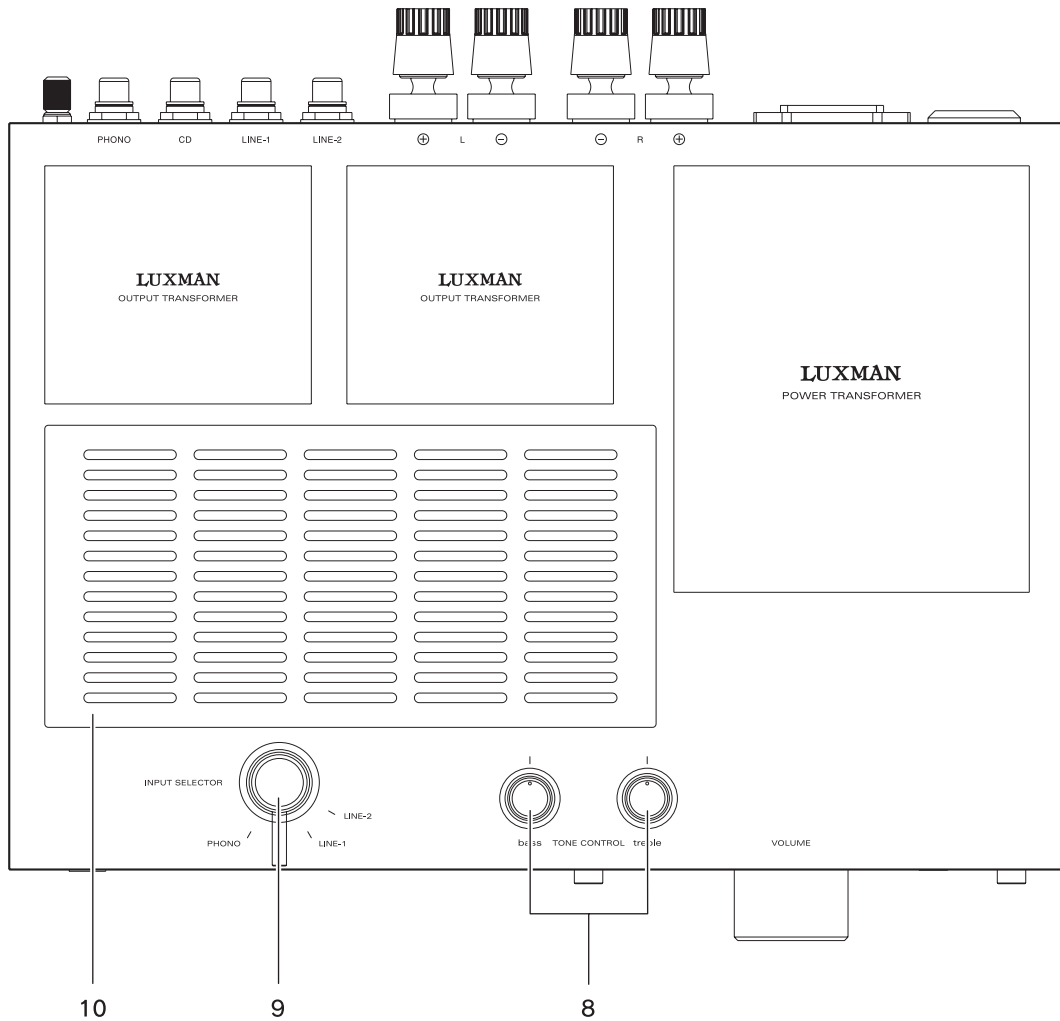 PHONO CD LINE-1 LINE-2 ⊕ L ⊖ ⊖ R ⊕
LUXMAN
OUTPUT TRANSFORMER
LUXMAN
OUTPUT TRANSFORMER
LUXMAN
POWER TRANSFORMER
INPUT SELECTOR
LINE-2
PHONO LINE-1
bass TONE CONTROL treble
VOLUME
10 9 8